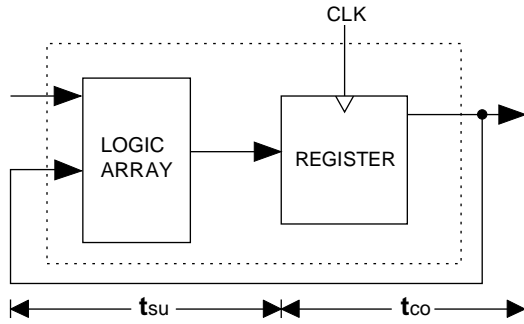 CLK
LOGIC
ARRAY
REGISTER
tsu
tco